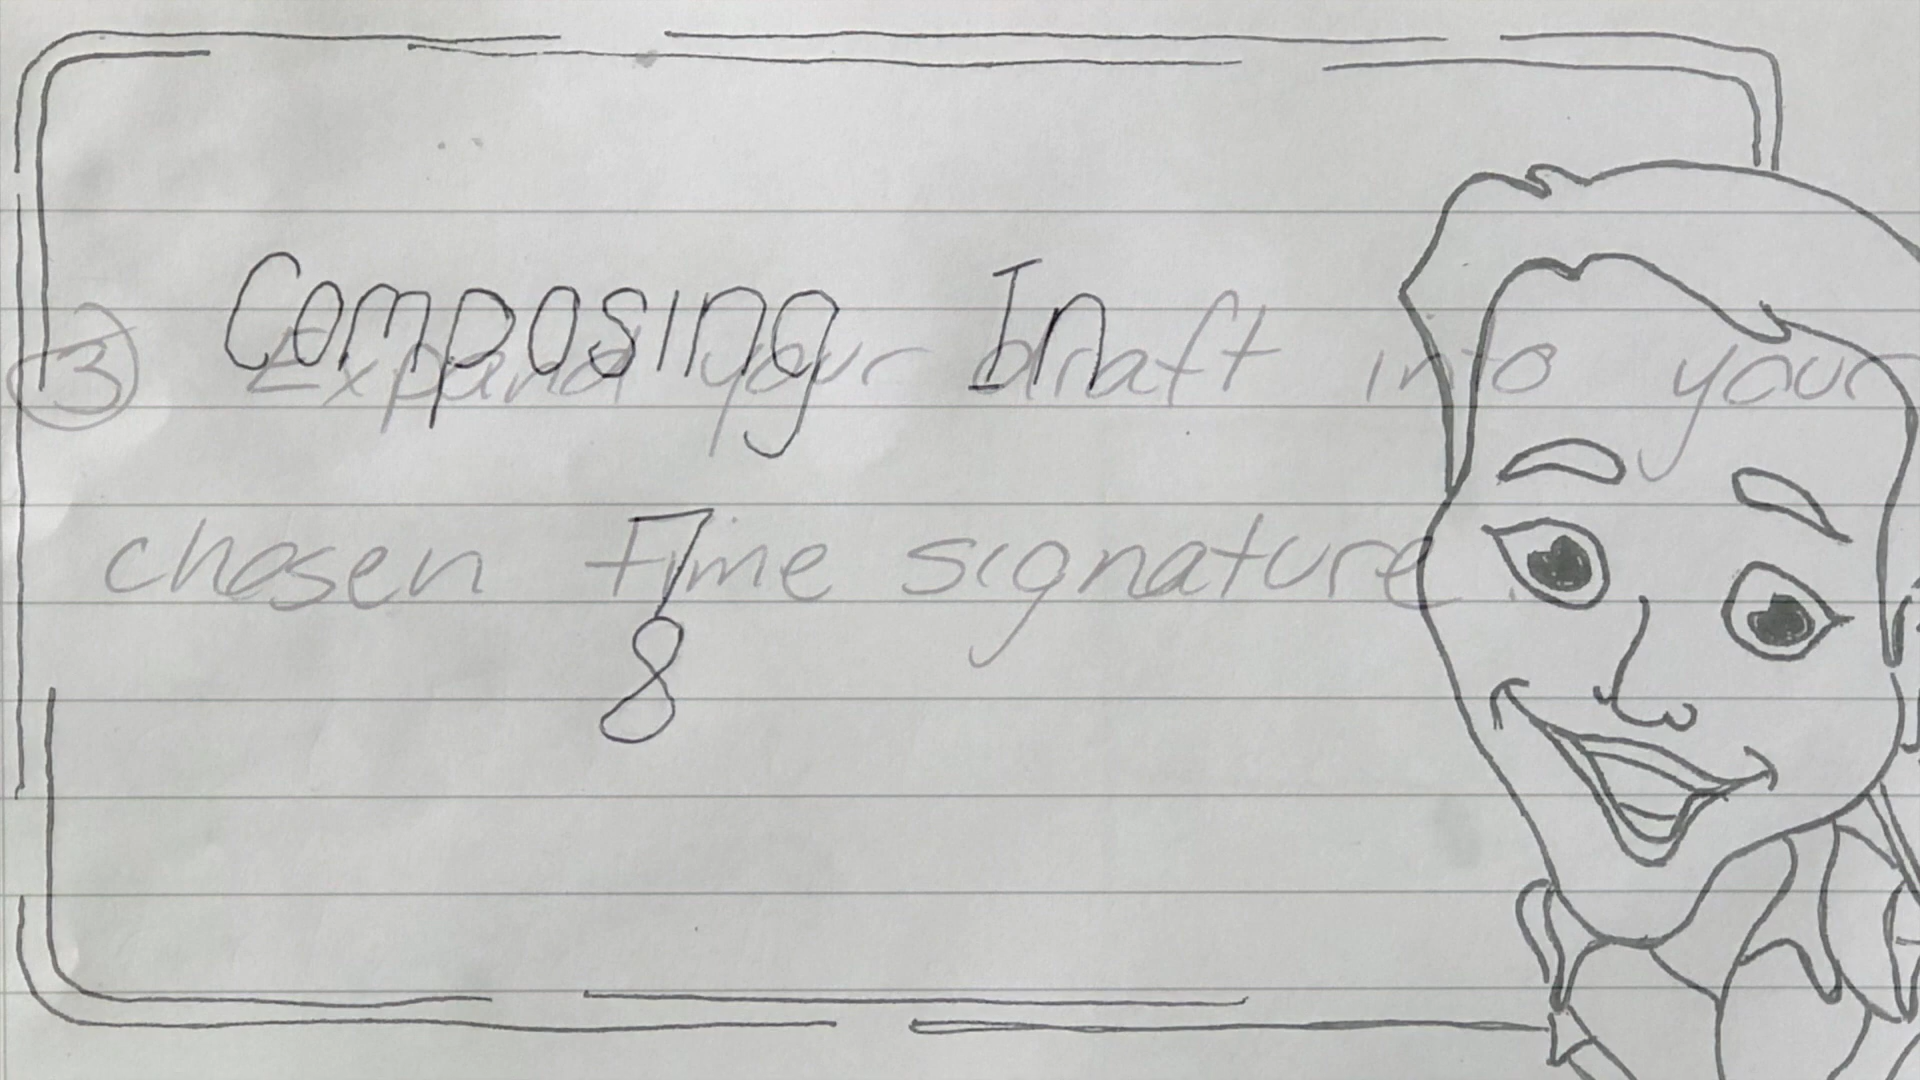 Composing In
7
8
③ Expand your draft into your
chosen time signature.